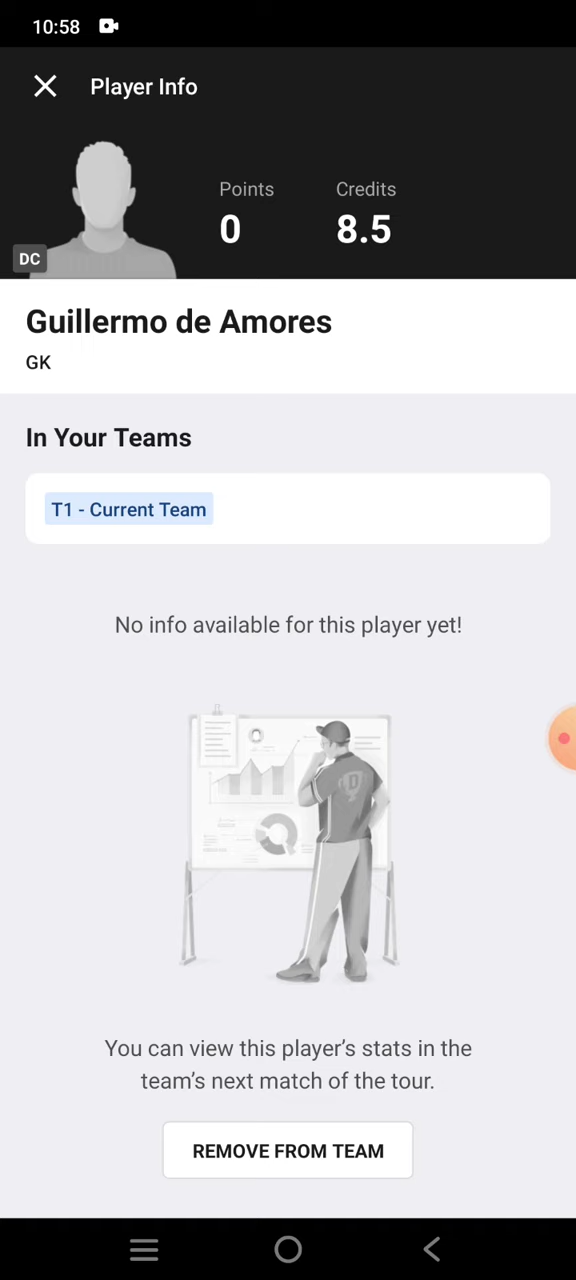 10:58
Player Info
Points
Credits
0
8.5
DC
Guillermo de Amores
GK
In Your Teams
T1 - Current Team
No info available for this player yet!
You can view this player’s stats in the
team’s next match of the tour.
REMOVE FROM TEAM